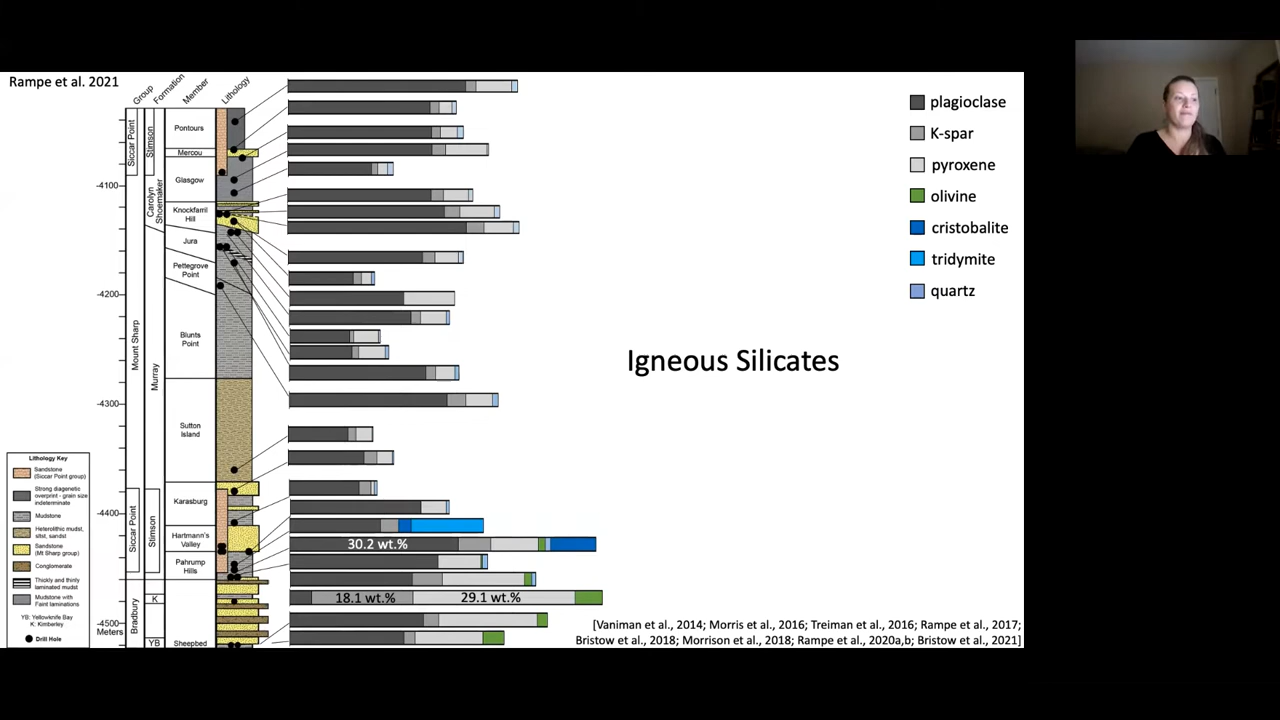 Rampe et al. 2021
Group
Formation
Member
Lithology
Siccar Point
Stimson
Pontours
Mercou
Glasgow
-4100
Carolyn
Shoemaker
Knockfarril
Hill
Jura
Pettegrove
Point
-4200
Mount Sharp
Murray
Blunts
Point
-4300
Sutton
Island
Karasburg
-4400
Siccar Point
Stimson
Hartmann's
Valley
Pahrump
Hills
Bradbury
K
-4500
Meters
YB
Sheepbed
plagioclase
K-spar
pyroxene
olivine
cristobalite
tridymite
quartz
Igneous Silicates
30.2 wt.%
18.1 wt.%
29.1 wt.%
Lithology Key
Sandstone
(Siccar Point group)
Strong diagenetic
overprint - grain size
indeterminate
Mudstone
Heterolithic mudst,
sltst, sandst
Sandstone
(Mt Sharp group)
Conglomerate
Thickly and thinly
laminated mudst
Mudstone with
Faint laminations
YB: Yellowknife Bay
K: Kimberley
Drill Hole
[Vaniman et al., 2014; Morris et al., 2016; Treiman et al., 2016; Rampe et al., 2017;
Bristow et al., 2018; Morrison et al., 2018; Rampe et al., 2020a,b; Bristow et al., 2021]